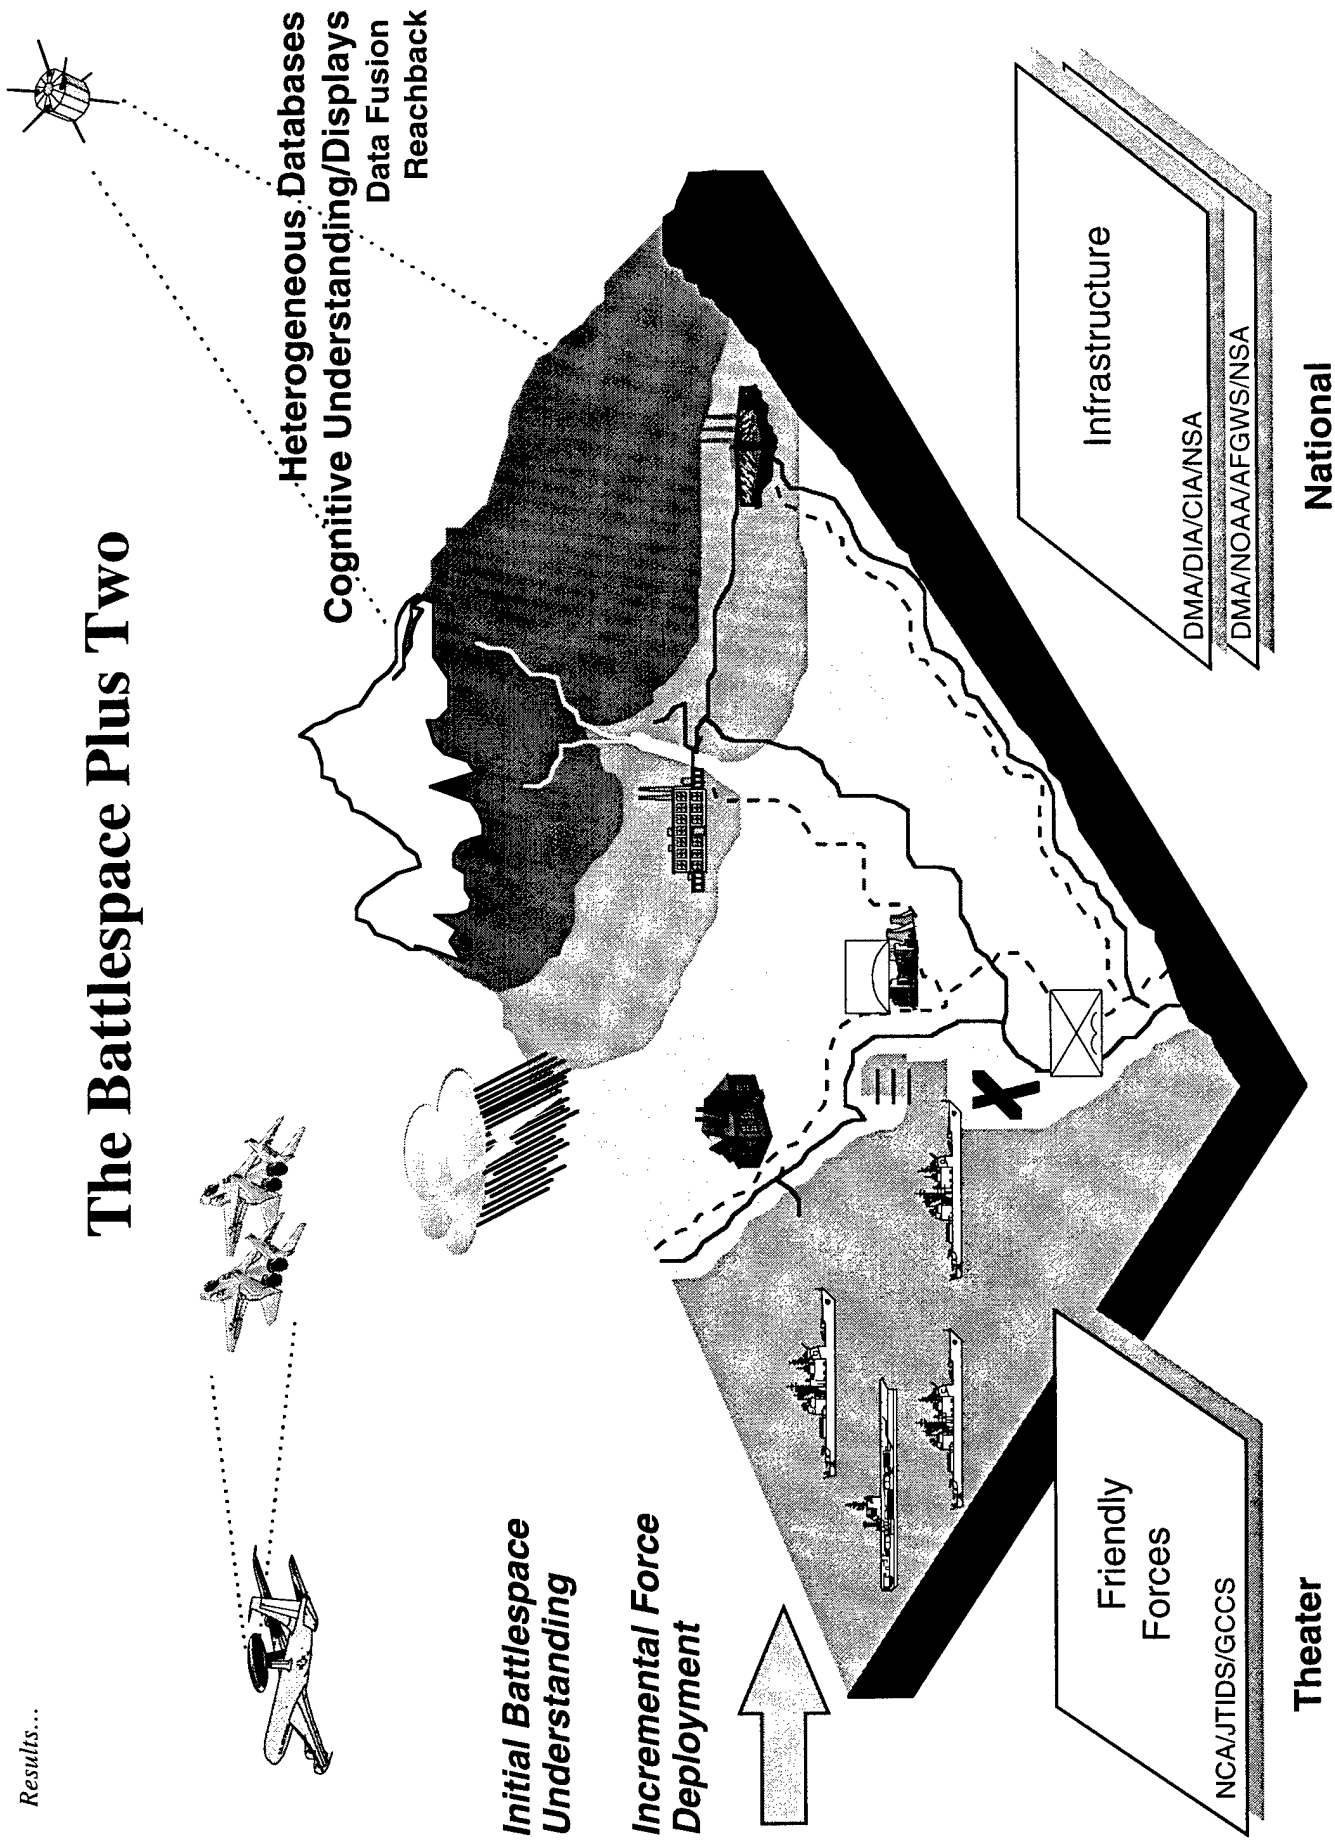 Results...
The Battlespace Plus Two
Heterogeneous Databases
Cognitive Understanding/Displays
Data Fusion
Reachback
Initial Battlespace
Understanding
Incremental Force
Deployment
Friendly
Forces
NCA/JTIDS/GCCS
Theater
Infrastructure
DMA/DIA/CIA/NSA
DMA/NOAA/AFGWS/NSA
National